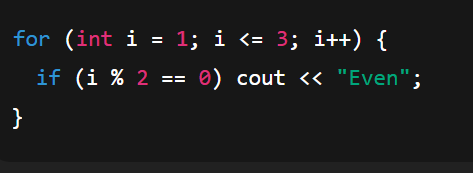 for (int i = 1; i <= 3; i++) {
  if (i % 2 == 0) cout << "Even";
}